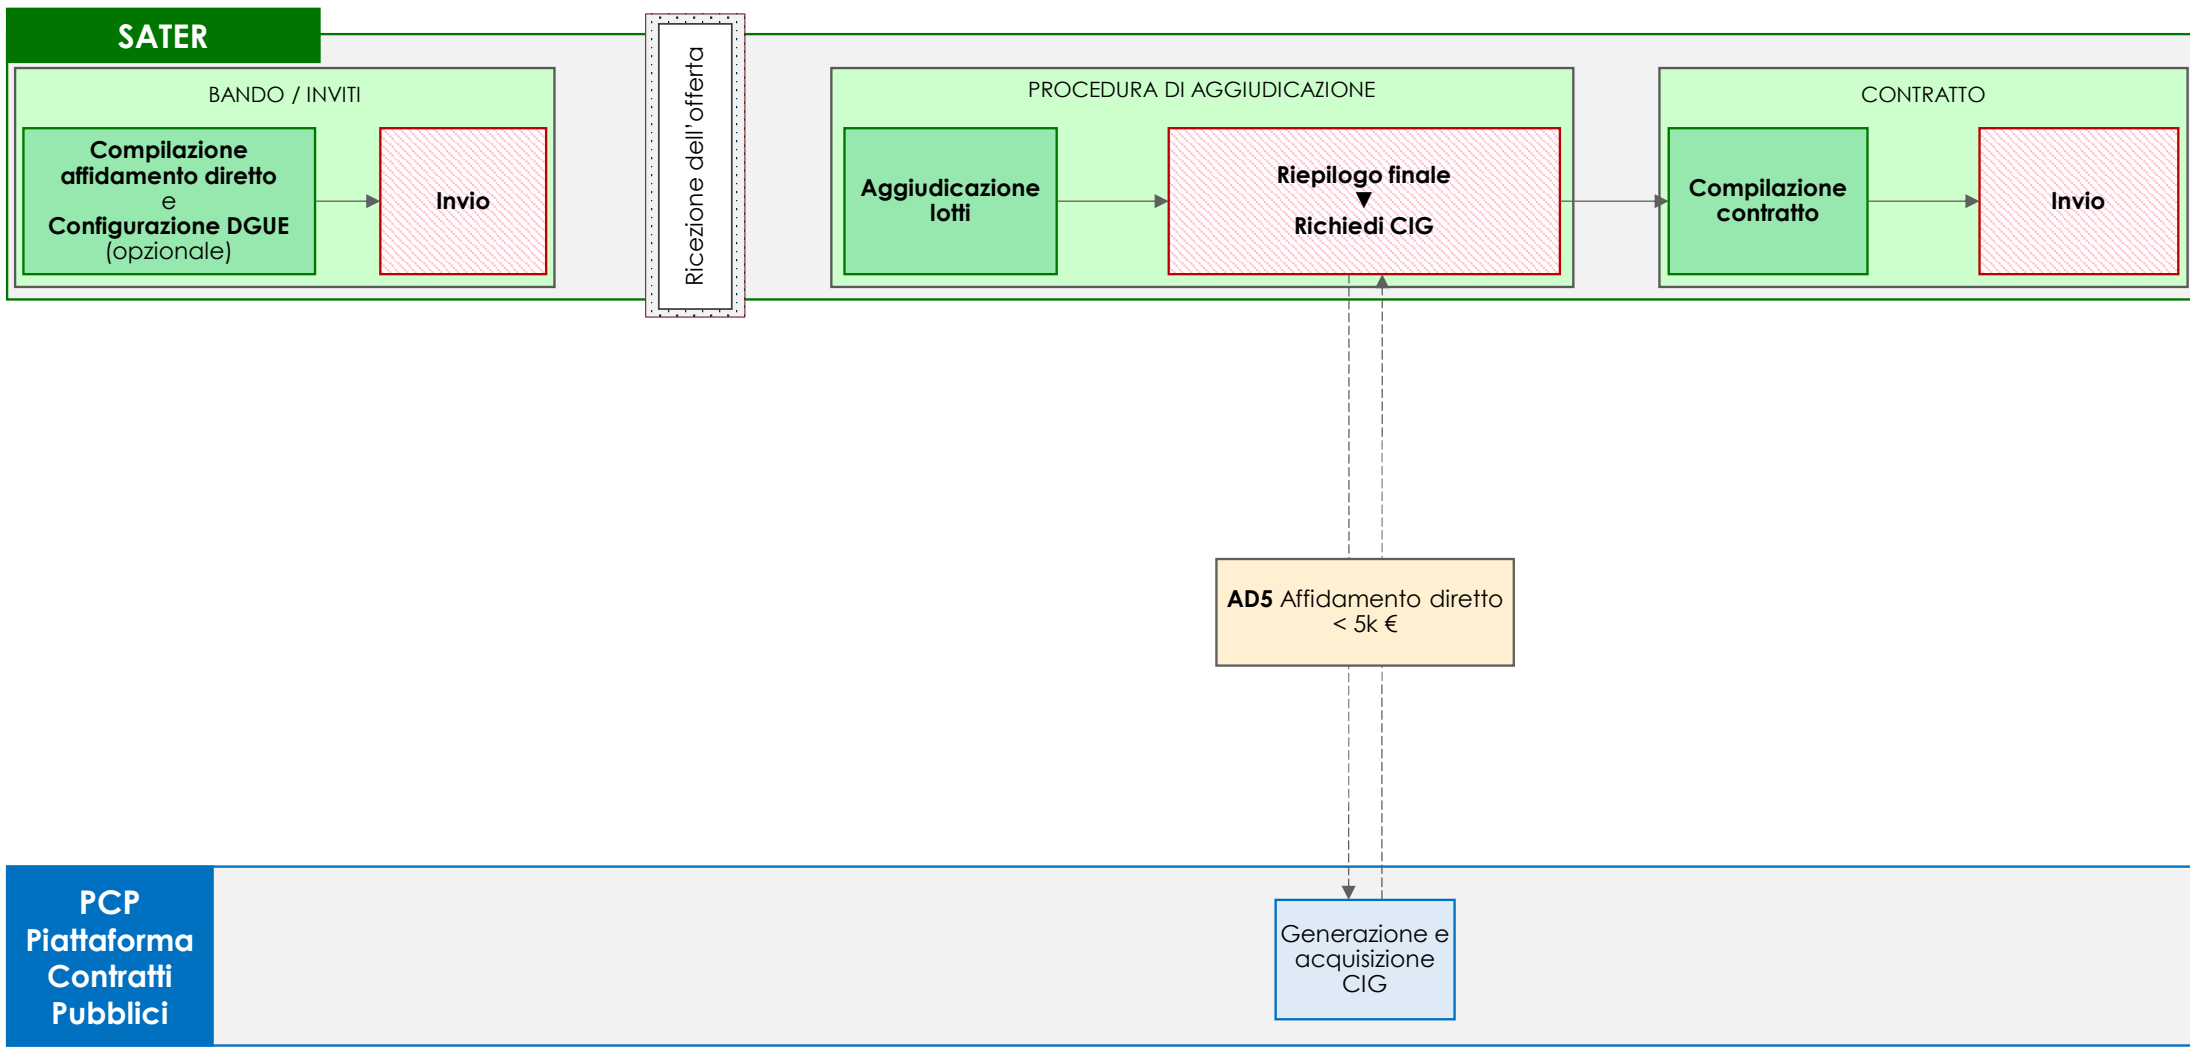 SATER
BANDO / INVITI
Compilazione
affidamento diretto
e
Configurazione DGUE
(opzionale)
Invio
Ricezione dell'offerta
PROCEDURA DI AGGIUDICAZIONE
Aggiudicazione
lotti
Riepilogo finale
▼
Richiedi CIG
CONTRATTO
Compilazione
contratto
Invio
AD5 Affidamento diretto
< 5k €
PCP
Piattaforma
Contratti
Pubblici
Generazione e
acquisizione
CIG